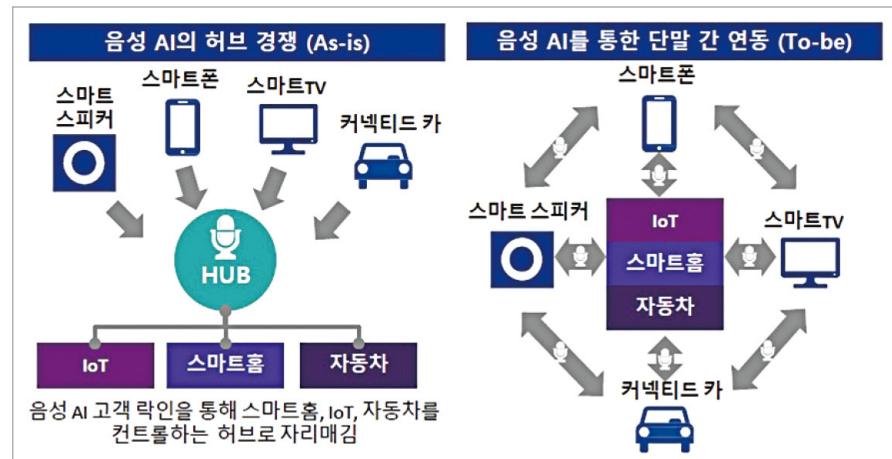 음성 AI의 허브 경쟁 (As-is)
스마트
스피커
스마트폰
스마트TV
커넥티드 카
HUB
IoT
스마트홈
자동차
음성 AI 고객 락인을 통해 스마트홈, IoT, 자동차를
컨트롤하는 허브로 자리매김
음성 AI를 통한 단말 간 연동 (To-be)
스마트폰
스마트 스피커
IoT
스마트홈
자동차
스마트TV
커넥티드 카